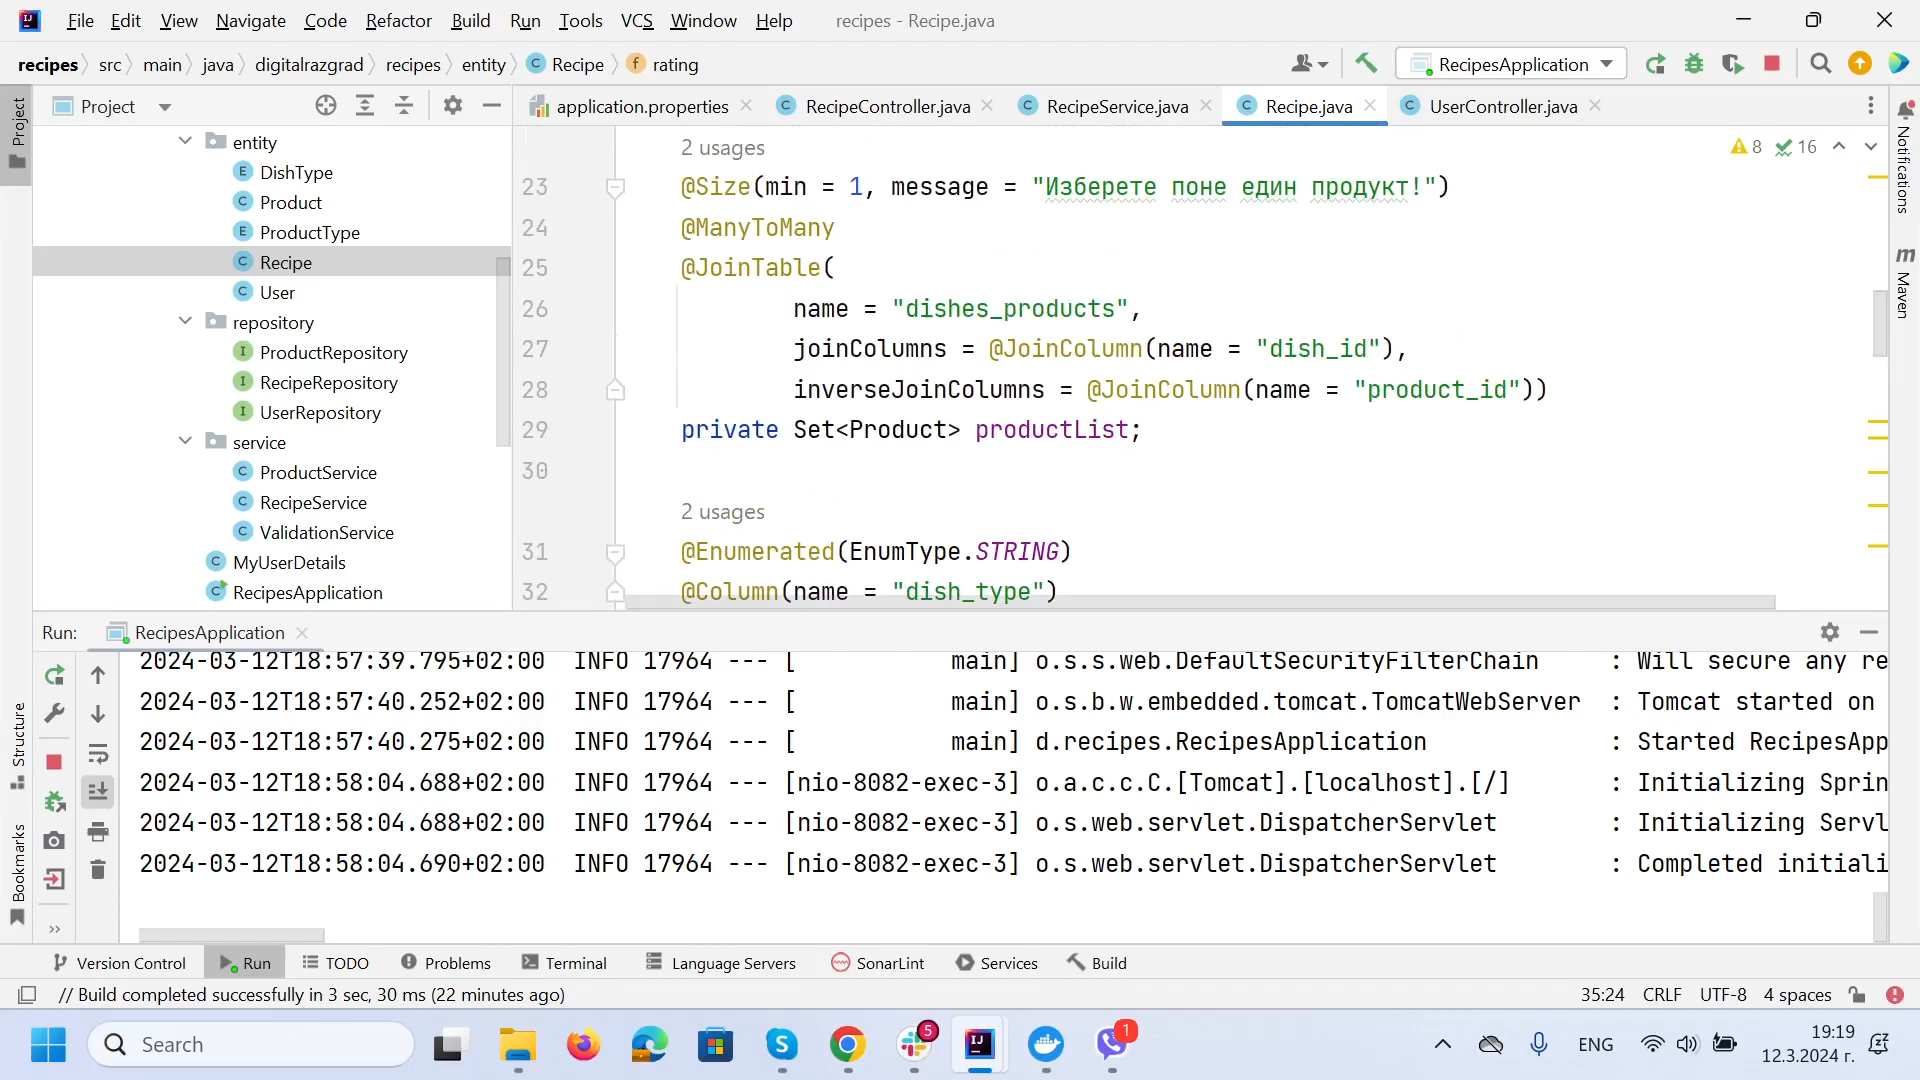 File Edit View Navigate Code Refactor Build Run Tools VCS Window Help recipes - Recipe.java
recipes src main java digitalrazgrad recipes entity C Recipe f rating RecipesApplication
Project
application.properties RecipeController.java RecipeService.java Recipe.java UserController.java
entity
DishType
Product
ProductType
Recipe
User
repository
ProductRepository
RecipeRepository
UserRepository
service
ProductService
RecipeService
ValidationService
MyUserDetails
RecipesApplication
2 usages
8 16
23 @Size(min = 1, message = "Изберете поне един продукт!")
24 @ManyToMany
25 @JoinTable(
26 name = "dishes_products",
27 joinColumns = @JoinColumn(name = "dish_id"),
28 inverseJoinColumns = @JoinColumn(name = "product_id"))
29 private Set<Product> productList;
30
2 usages
31 @Enumerated(EnumType.STRING)
32 @Column(name = "dish_type")
Project
Structure
Bookmarks
Notifications
Maven
Run: RecipesApplication
2024-03-12T18:57:39.795+02:00 INFO 17964 --- [ main] o.s.s.web.DefaultSecurityFilterChain : Will secure any re
2024-03-12T18:57:40.252+02:00 INFO 17964 --- [ main] o.s.b.w.embedded.tomcat.TomcatWebServer : Tomcat started on
2024-03-12T18:57:40.275+02:00 INFO 17964 --- [ main] d.recipes.RecipesApplication : Started RecipesApp
2024-03-12T18:58:04.688+02:00 INFO 17964 --- [nio-8082-exec-3] o.a.c.c.C.[Tomcat].[localhost].[/] : Initializing Sprin
2024-03-12T18:58:04.688+02:00 INFO 17964 --- [nio-8082-exec-3] o.s.web.servlet.DispatcherServlet : Initializing Servl
2024-03-12T18:58:04.690+02:00 INFO 17964 --- [nio-8082-exec-3] o.s.web.servlet.DispatcherServlet : Completed initiali
Version Control Run TODO Problems Terminal Language Servers SonarLint Services Build
// Build completed successfully in 3 sec, 30 ms (22 minutes ago) 35:24 CRLF UTF-8 4 spaces
Search 5 1 ENG 19:19
12.3.2024 г.